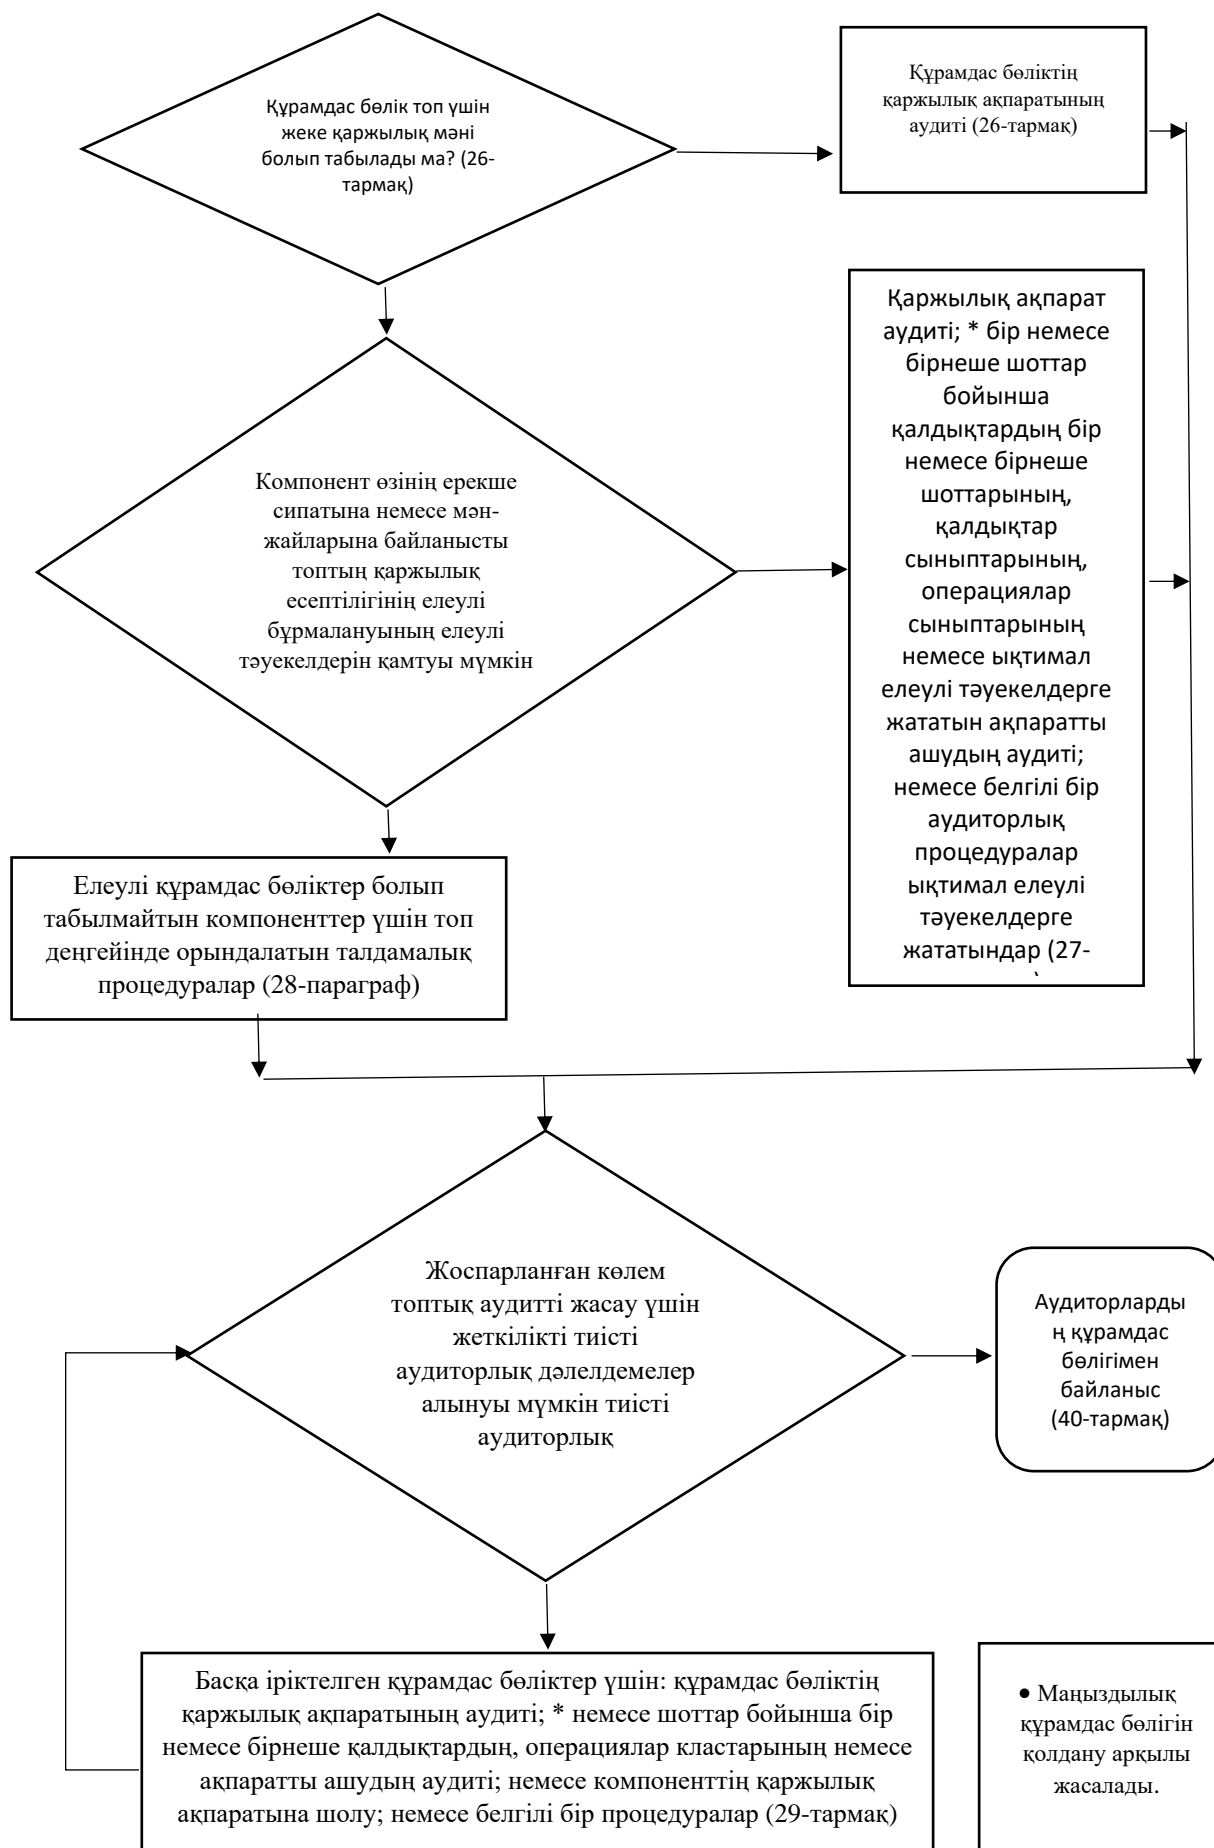 Құрамдас бөлік топ үшін
жеке қаржылық мәні
болып табылады ма? (26-
тармақ)
Құрамдас бөліктің
қаржылық ақпаратының
аудиті (26-тармақ)
Компонент өзінің ерекше
сипатына немесе мән-
жайларына байланысты
топтың қаржылық
есептілігінің елеулі
бұрмалануының елеулі
тәуекелдерін қамтуы мүмкін
Қаржылық ақпарат
аудиті; * бір немесе
бірнеше шоттар
бойынша
қалдықтардың бір
немесе бірнеше
шоттарының,
қалдықтар
сыныптарының,
операциялар
сыныптарының
немесе ықтимал
елеулі тәуекелдерге
жататын ақпаратты
ашудың аудиті;
немесе белгілі бір
аудиторлық
процедуралар
ықтимал елеулі
тәуекелдерге
жататындар (27-
Елеулі құрамдас бөліктер болып
табылмайтын компоненттер үшін топ
деңгейінде орындалатын талдамалық
процедуралар (28-параграф)
Жоспарланған көлем
топтық аудитті жасау үшін
жеткілікті тиісті
аудиторлық дәлелдемелер
алынуы мүмкін тиісті
аудиторлық
Аудиторларды
ң құрамдас
бөлігімен
байланыс
(40-тармақ)
Басқа іріктелген құрамдас бөліктер үшін: құрамдас бөліктің
қаржылық ақпаратының аудиті; * немесе шоттар бойынша бір
немесе бірнеше қалдықтардың, операциялар кластарының немесе
ақпаратты ашудың аудиті; немесе компоненттің қаржылық
ақпаратына шолу; немесе белгілі бір процедуралар (29-тармақ)
• Маңыздылық
құрамдас бөлігін
қолдану арқылы
жасалады.